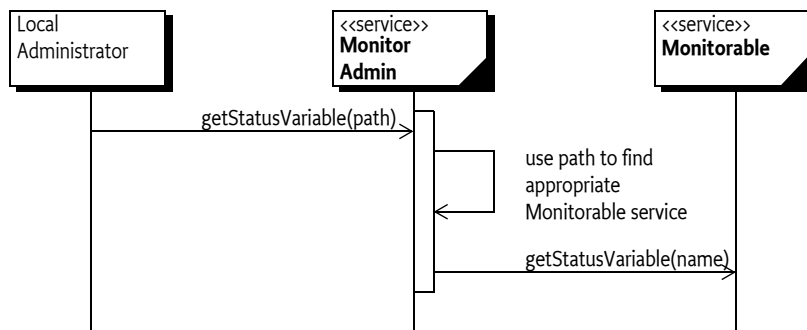 Local
Administrator
<<service>>
Monitor
Admin
<<service>>
Monitorable
getStatusVariable(path)
use path to find
appropriate
Monitorable service
getStatusVariable(name)